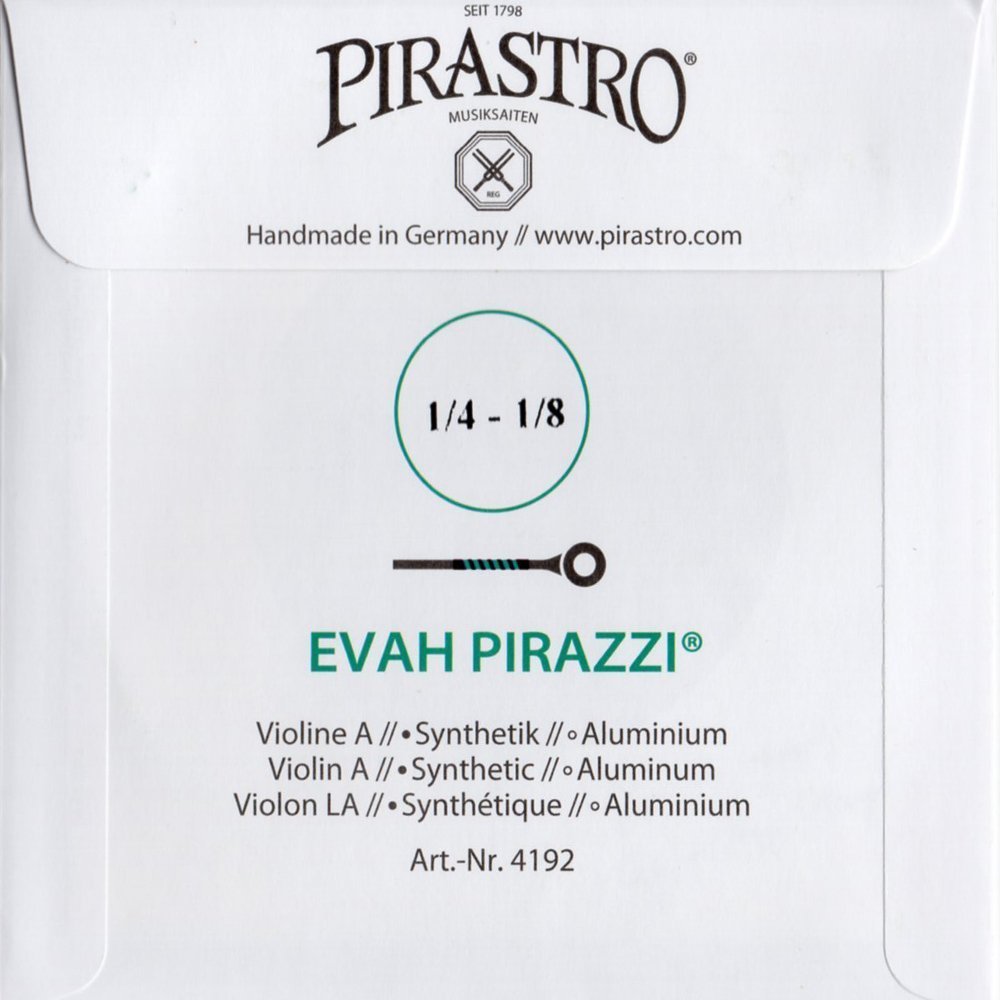 SEIT 1798
PIRASTRO®
MUSIKSAITEN
REG
Handmade in Germany // www.pirastro.com
1/4 - 1/8
EVAH PIRAZZI®
Violine A // • Synthetik // ∘ Aluminium
Violin A // • Synthetic // ∘ Aluminum
Violon LA // • Synthétique // ∘ Aluminium
Art.-Nr. 4192